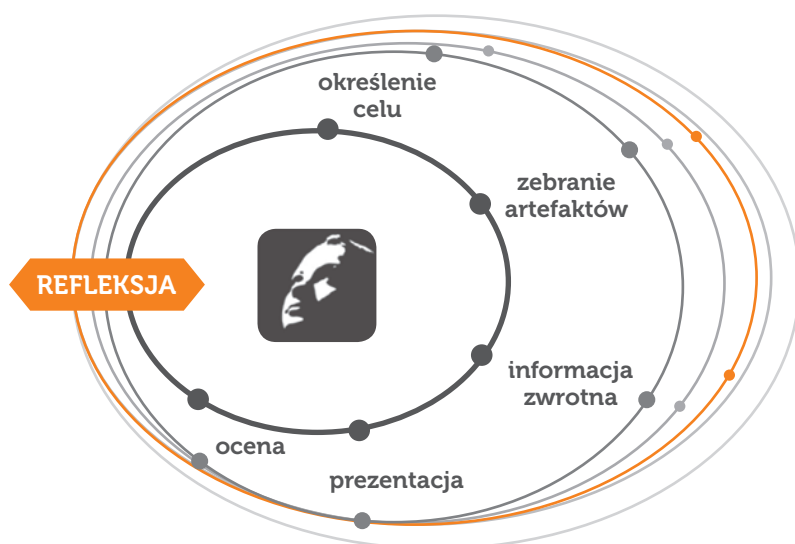 określenie
celu
zebranie
artefaktów
REFLEKSJA
informacja
zwrotna
ocena
prezentacja